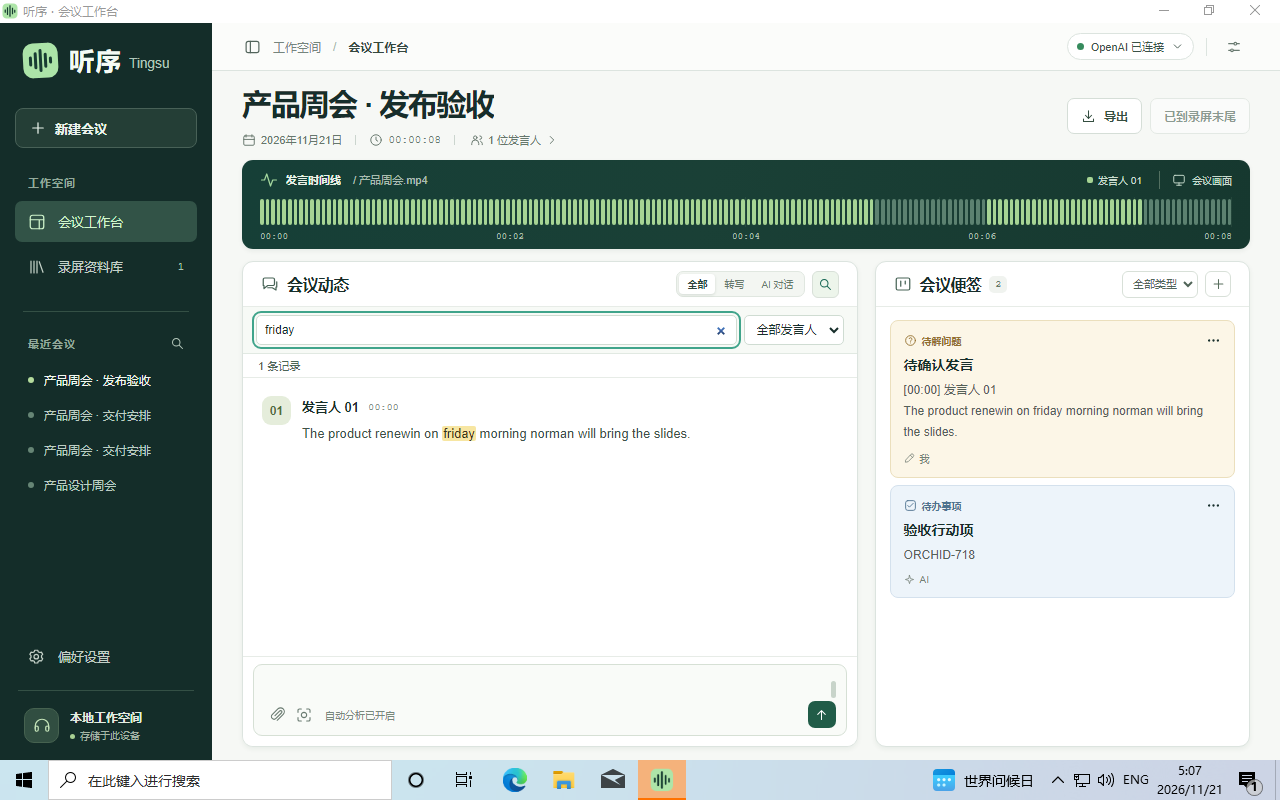 听序 · 会议工作台
听序 Tingsu
新建会议
工作空间
会议工作台
录屏资料库 1
最近会议
产品周会 · 发布验收
产品周会 · 交付安排
产品周会 · 交付安排
产品设计周会
偏好设置
本地工作空间
存储于此设备
工作空间 / 会议工作台
OpenAI 已连接
产品周会 · 发布验收
2026年11月21日 00:00:08 1 位发言人
导出
已到录屏末尾
发言时间线 / 产品周会.mp4
发言人 01
会议画面
00:00 00:02 00:04 00:06 00:08
会议动态
全部 转写 AI 对话
friday
全部发言人
1 条记录
01 发言人 01 00:00
The product renewin on friday morning norman will bring the slides.
自动分析已开启
会议便签 2
全部类型
待解问题
待确认发言
[00:00] 发言人 01
The product renewin on friday morning norman will bring
the slides.
我
待办事项
验收行动项
ORCHID-718
AI
在此键入进行搜索
世界问候日
ENG
5:07
2026/11/21
1